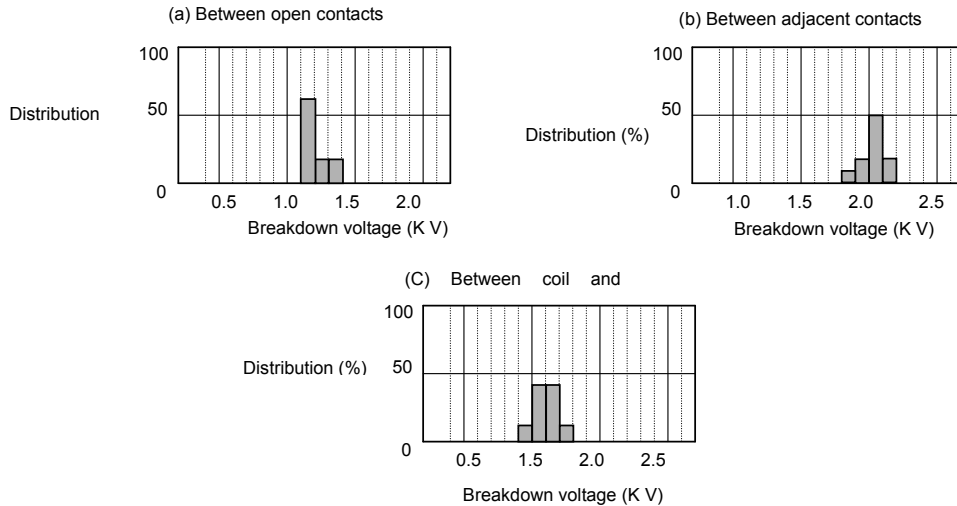 (a) Between open contacts
100
Distribution 50
0
0.5 1.0 1.5 2.0
Breakdown voltage (K V)
(b) Between adjacent contacts
100
50
Distribution (%)
0
1.0 1.5 2.0 2.5
Breakdown voltage (K V)
(C) Between coil and
100
Distribution (%) 50
0
0.5 1.5 2.0 2.5
Breakdown voltage (K V)